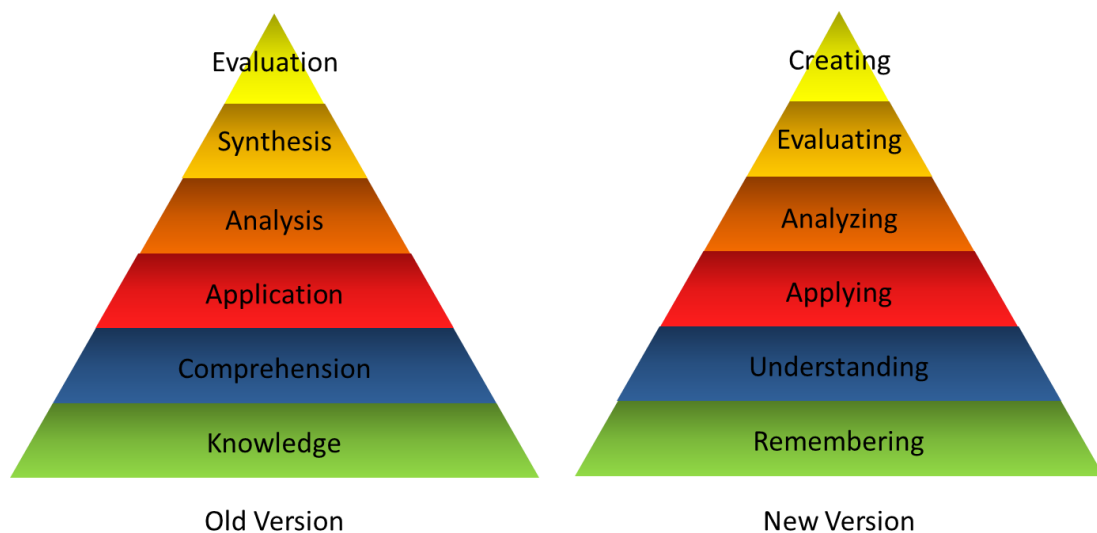 Evaluation
Synthesis
Analysis
Application
Comprehension
Knowledge
Old Version
Creating
Evaluating
Analyzing
Applying
Understanding
Remembering
New Version